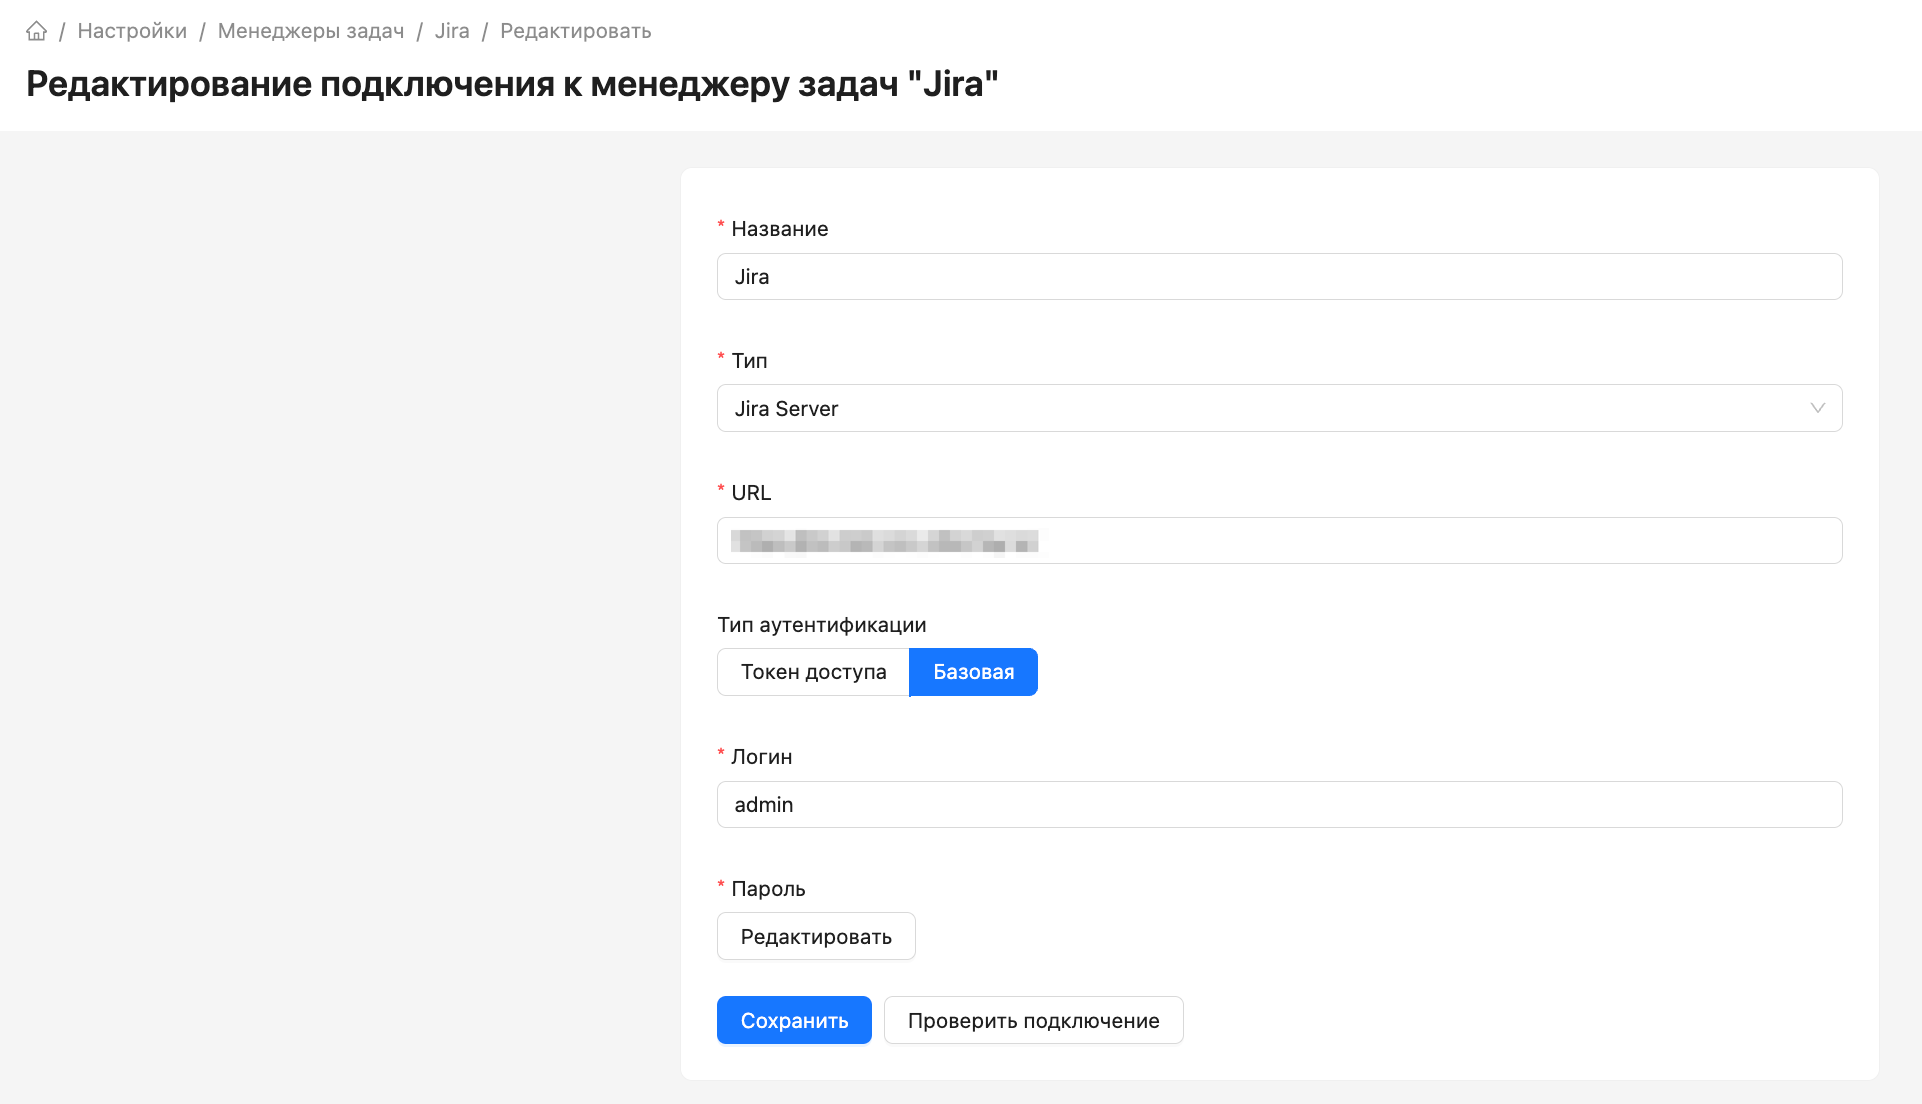 / Настройки / Менеджеры задач / Jira / Редактировать
Редактирование подключения к менеджеру задач "Jira"
* Название
Jira
* Тип
Jira Server
* URL
Тип аутентификации
Токен доступа Базовая
* Логин
admin
* Пароль
Редактировать
Сохранить Проверить подключение